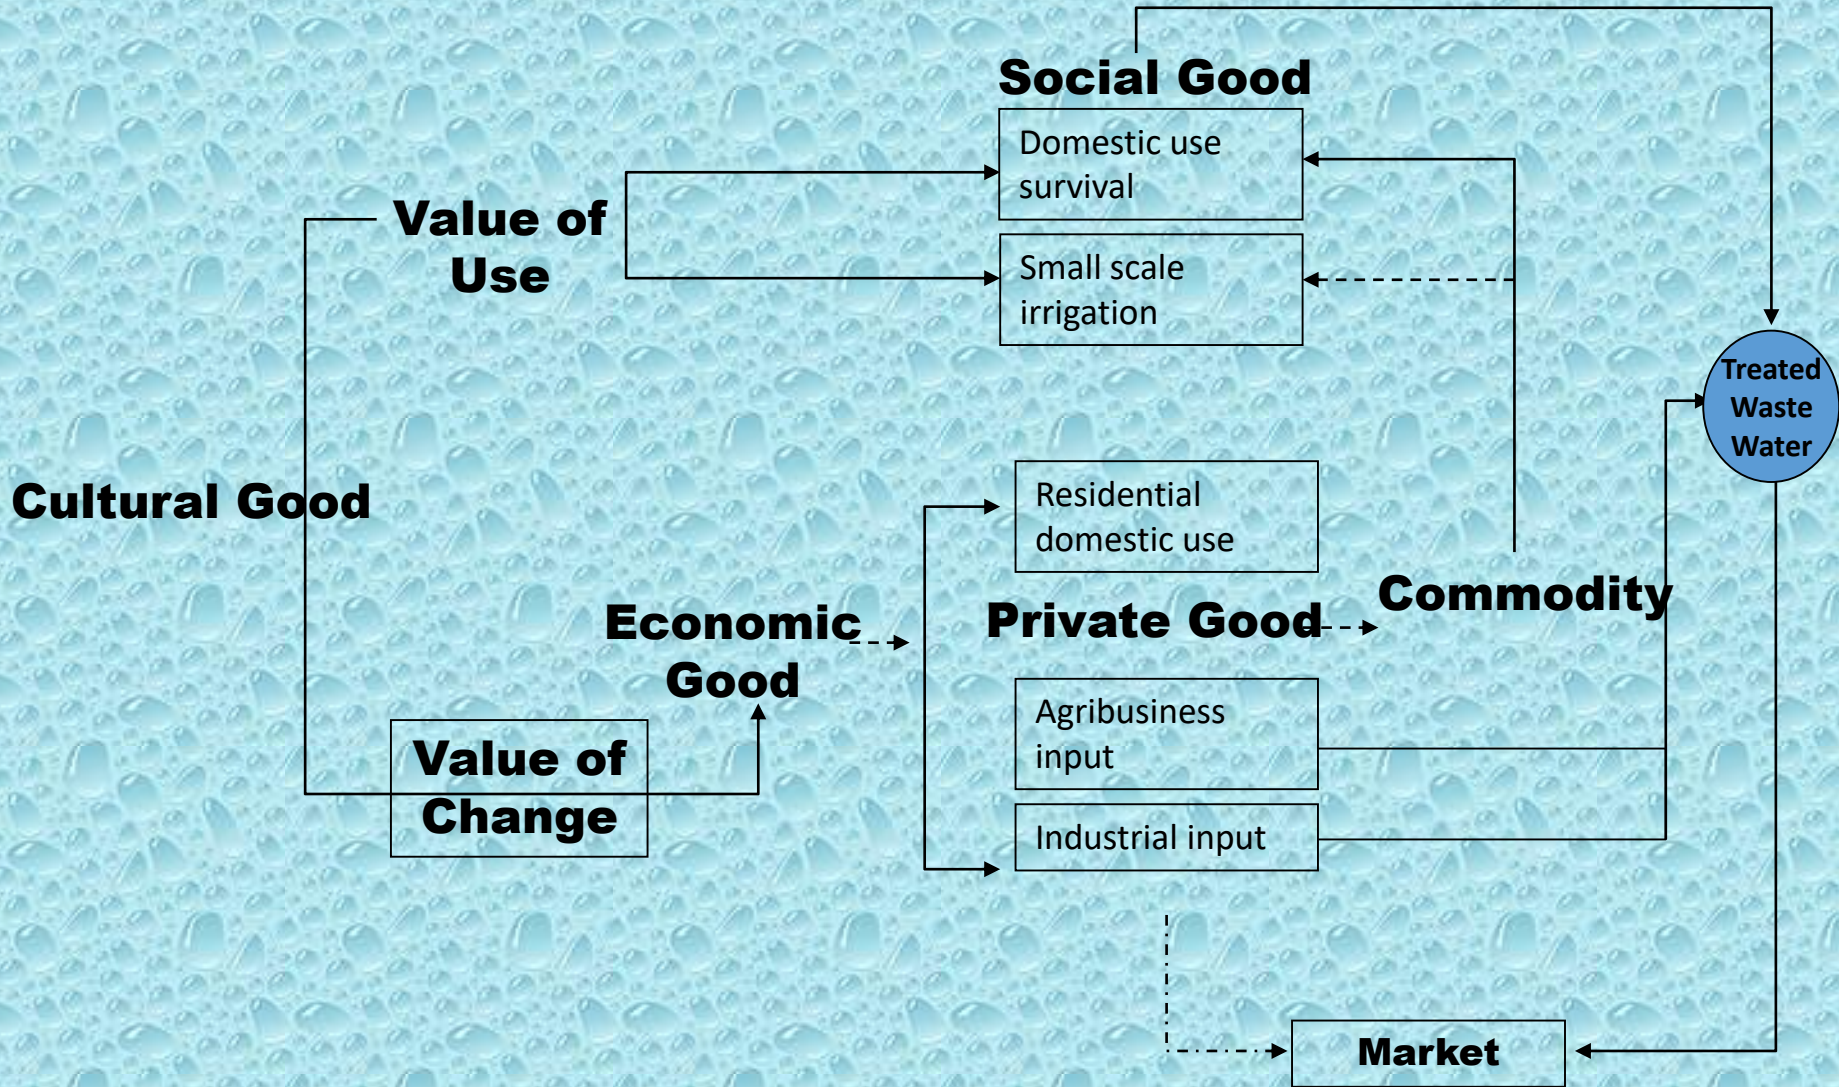 Social Good
Domestic use
survival
Value of
Use
Small scale
irrigation
Treated
Waste
Water
Cultural Good
Residential
domestic use
Economic
Good
Private Good
Commodity
Agribusiness
input
Value of
Change
Industrial input
Market